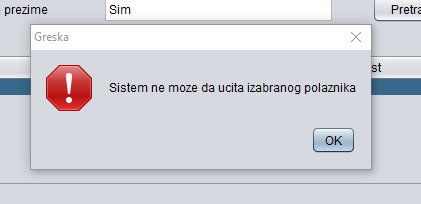 prezime
Sim
Pretra
Greska
st
Sistem ne moze da ucita izabranog polaznika
OK